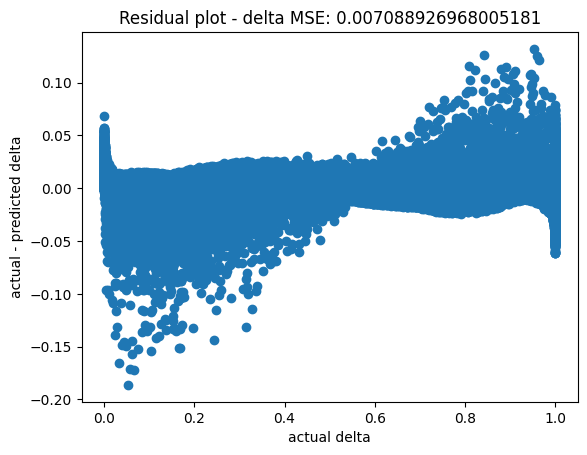 Residual plot - delta MSE: 0.007088926968005181
actual - predicted delta
0.10
0.05
0.00
−0.05
−0.10
−0.15
−0.20
0.0 0.2 0.4 0.6 0.8 1.0
actual delta